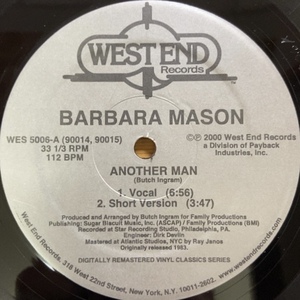 WEST END
Records
BARBARA MASON
WES 5006-A (90014, 90015)
33 1/3 RPM
112 BPM
©℗ 2000 West End Records
a Division of Payback
Industries, Inc.
ANOTHER MAN
(Butch Ingram)
1. Vocal (5:56)
2. Short Version (3:47)
Produced and Arranged by Butch Ingram for Family Productions
Publishing: Sugar Biscuit Music, Inc. (ASCAP) / Family Productions (BMI)
Recorded at Star Recording Studio, Philadelphia, PA.
Engineer: Dirk Devlin
Mastered at Atlantic Studios, NYC by Ray Janos
Originally released 1983.
DIGITALLY REMASTERED VINYL CLASSICS SERIES
West End Records. 318 West 22nd Street, New York, N.Y. 10011-2602.